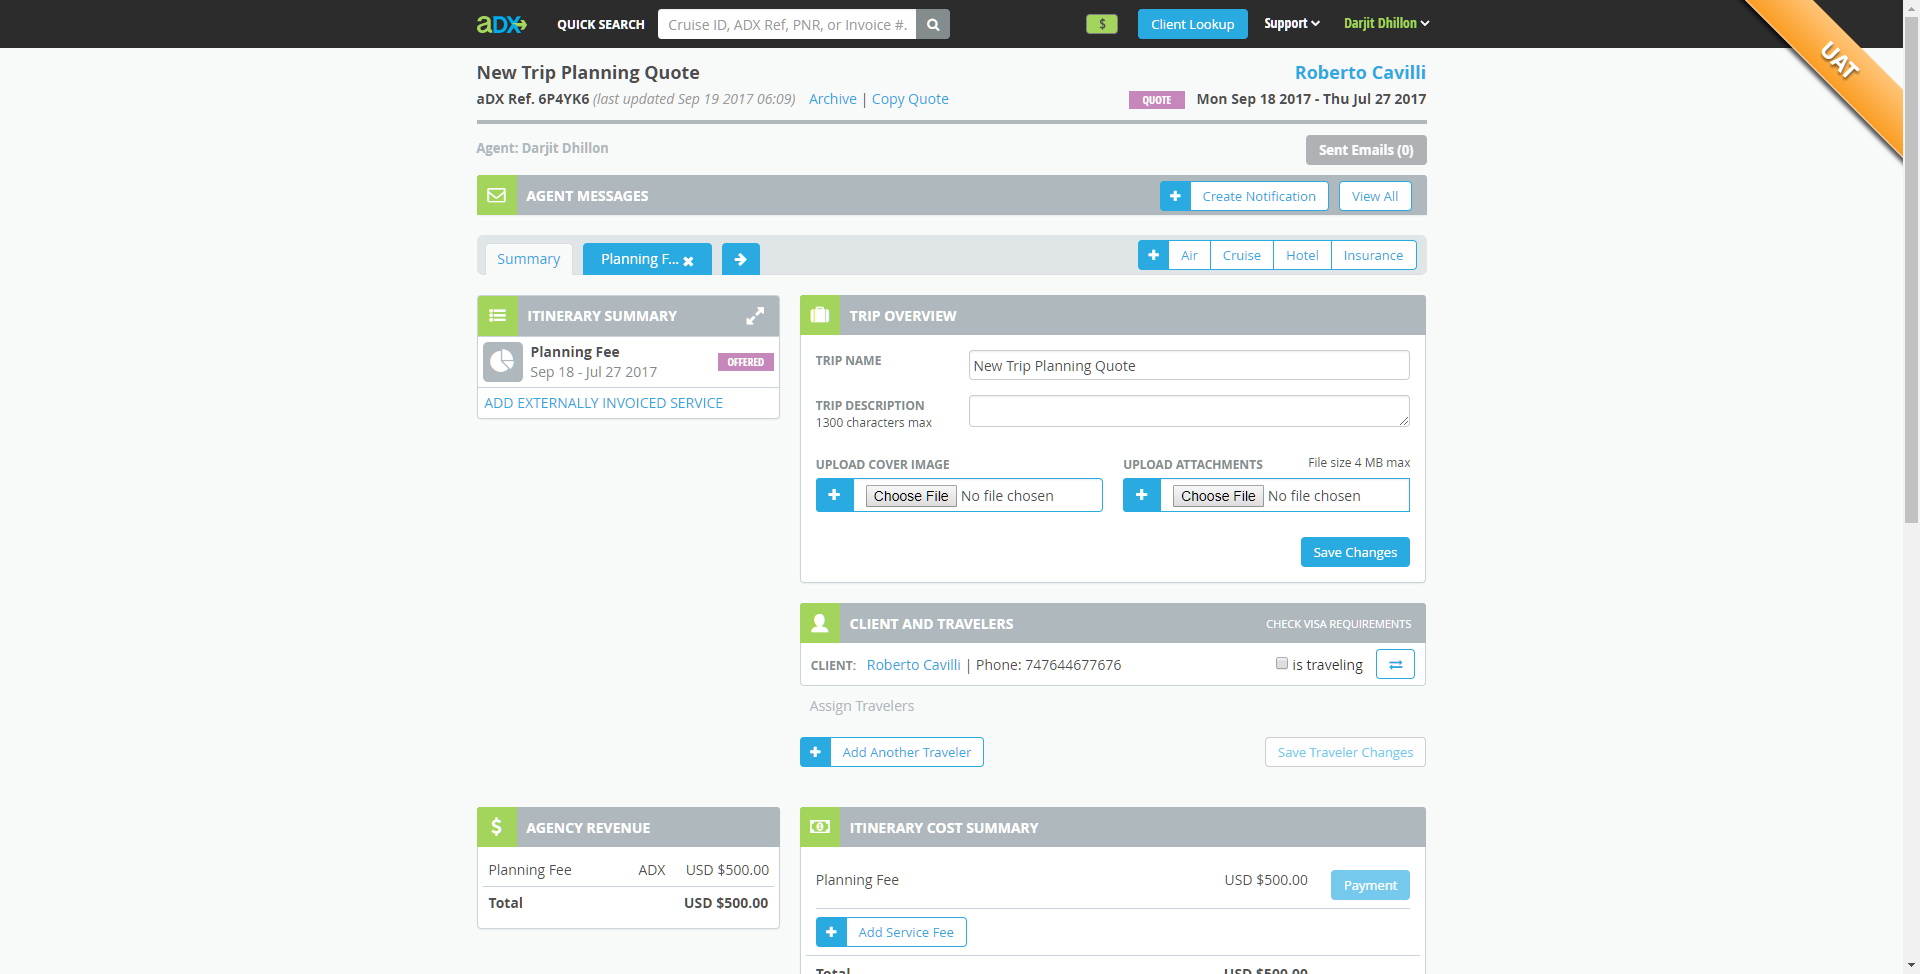 aDX QUICK SEARCH Cruise ID, ADX Ref, PNR, or Invoice #. $ Client Lookup Support Darjit Dhillon
UAT
New Trip Planning Quote Roberto Cavilli
aDX Ref. 6P4YK6 (last updated Sep 19 2017 06:09) Archive | Copy Quote QUOTE Mon Sep 18 2017 - Thu Jul 27 2017
Agent: Darjit Dhillon Sent Emails (0)
AGENT MESSAGES + Create Notification View All
Summary Planning F... × + Air Cruise Hotel Insurance
ITINERARY SUMMARY
Planning Fee
OFFERED
Sep 18 - Jul 27 2017
ADD EXTERNALLY INVOICED SERVICE
TRIP OVERVIEW
TRIP NAME New Trip Planning Quote
TRIP DESCRIPTION
1300 characters max
UPLOAD COVER IMAGE UPLOAD ATTACHMENTS File size 4 MB max
+ Choose File No file chosen + Choose File No file chosen
Save Changes
CLIENT AND TRAVELERS CHECK VISA REQUIREMENTS
CLIENT: Roberto Cavilli | Phone: 747644677676 is traveling
Assign Travelers
+ Add Another Traveler Save Traveler Changes
$ AGENCY REVENUE
Planning Fee ADX USD $500.00
Total USD $500.00
ITINERARY COST SUMMARY
Planning Fee USD $500.00 Payment
+ Add Service Fee
Total USD $500.00